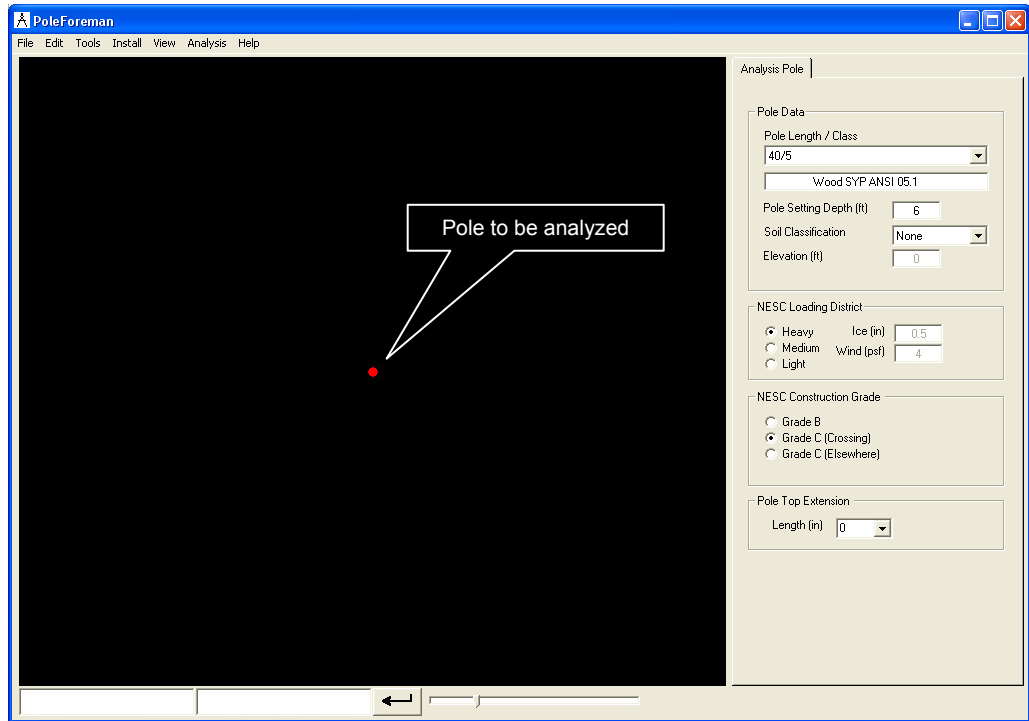 PoleForeman
File Edit Tools Install View Analysis Help
Analysis Pole
Pole to be analyzed
Pole Data
Pole Length / Class
40/5
Wood SYP ANSI 05.1
Pole Setting Depth (ft) 6
Soil Classification None
Elevation (ft) 0
NESC Loading District
Heavy Ice (in) 0.5
Medium Wind (psf) 4
Light
NESC Construction Grade
Grade B
Grade C (Crossing)
Grade C (Elsewhere)
Pole Top Extension
Length (in) 0